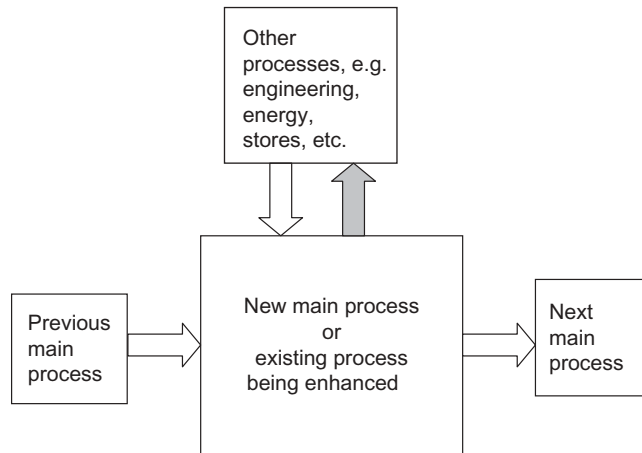 Other
processes, e.g.
engineering,
energy,
stores, etc.
Previous
main
process
New main process
or
existing process
being enhanced
Next
main
process